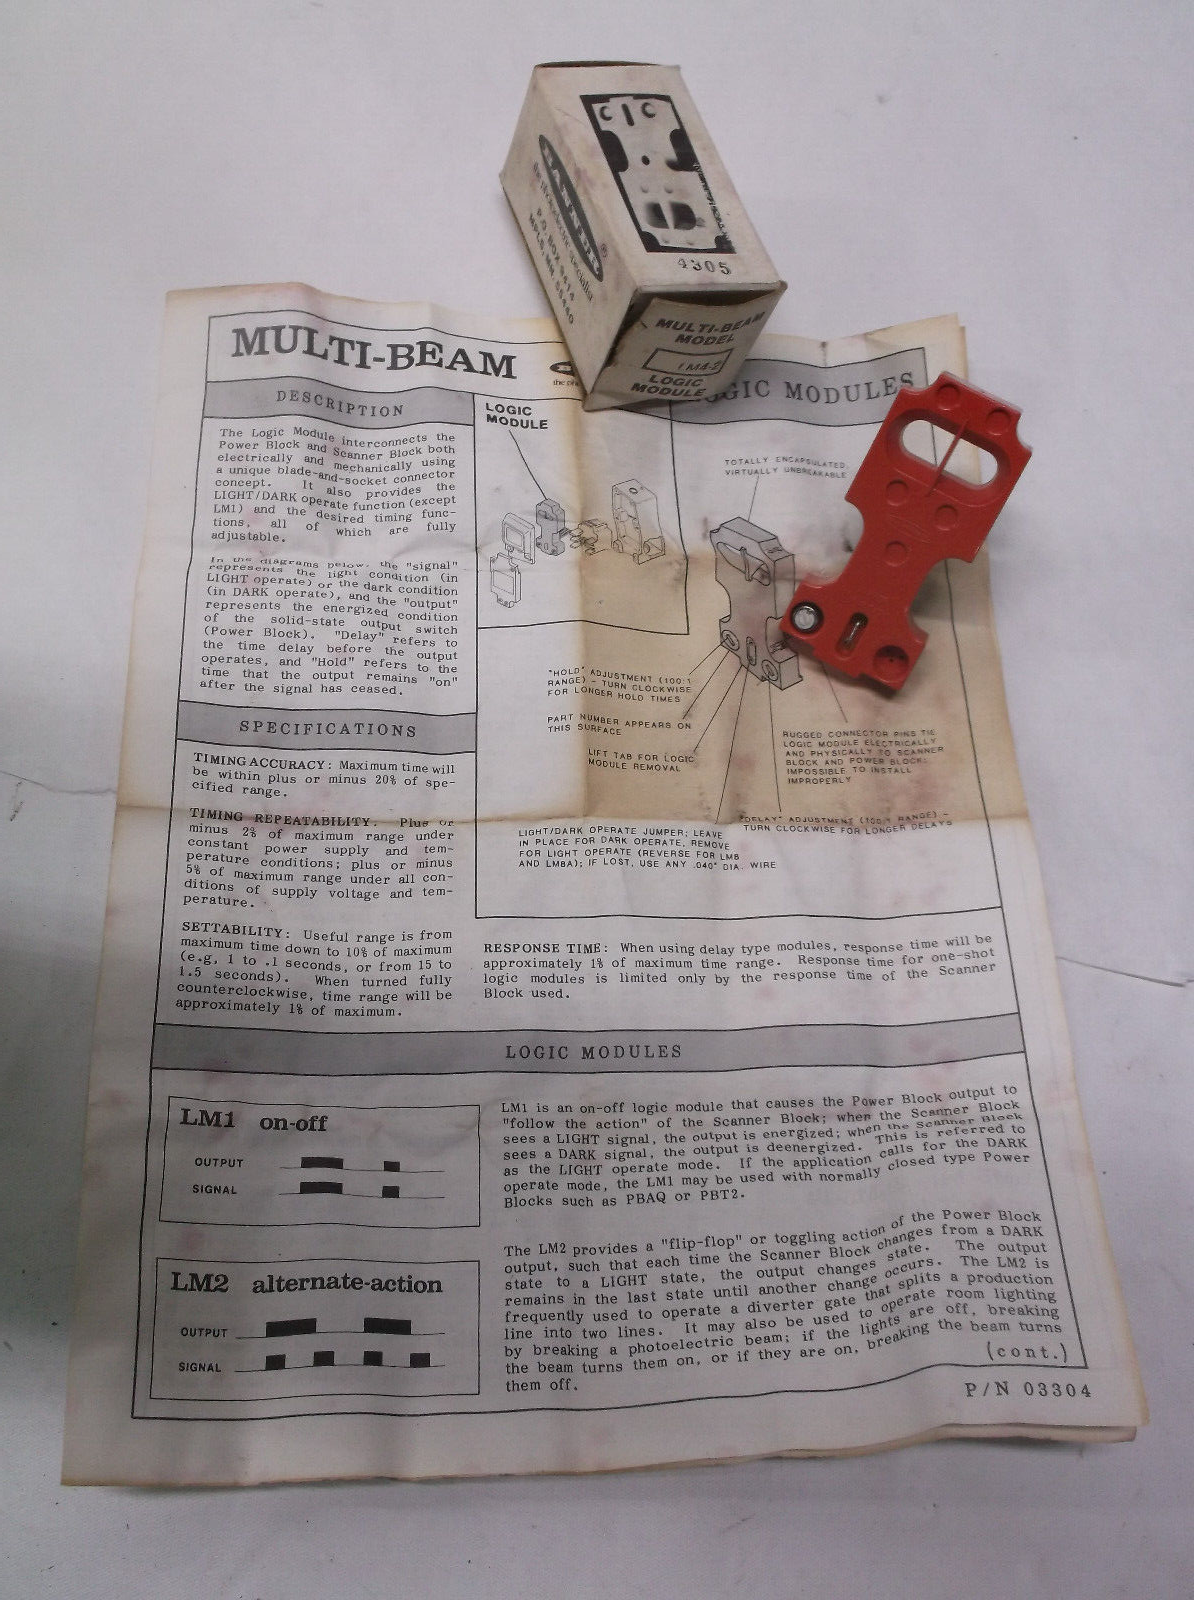 BANNER
®
the photoelectric specialist
P.O. BOX 9414
MPLS, MN. 55440
4305
MULTI-BEAM
MODEL
LM4-2
LOGIC
MODULE
MULTI-BEAM
LOGIC MODULES
DESCRIPTION
The Logic Module interconnects the
Power Block and Scanner Block both
electrically and mechanically using
a unique blade-and-socket connector
concept. It also provides the
LIGHT/DARK operate function (except
LM1) and the desired timing func-
tions, all of which are fully
adjustable.
In the diagrams below, the "signal"
represents the light condition (in
LIGHT operate) or the dark condition
(in DARK operate), and the "output"
represents the energized condition
of the solid-state output switch
(Power Block). "Delay" refers to
the time delay before the output
operates, and "Hold" refers to the
time that the output remains "on"
after the signal has ceased.
SPECIFICATIONS
TIMING ACCURACY: Maximum time will
be within plus or minus 20% of spe-
cified range.
TIMING REPEATABILITY: Plus or
minus 2% of maximum range under
constant power supply and tem-
perature conditions; plus or minus
5% of maximum range under all con-
ditions of supply voltage and tem-
perature.
SETTABILITY: Useful range is from
maximum time down to 10% of maximum
(e.g, 1 to .1 seconds, or from 15 to
1.5 seconds). When turned fully
counterclockwise, time range will be
approximately 1% of maximum.
LOGIC
MODULE
TOTALLY ENCAPSULATED,
VIRTUALLY UNBREAKABLE
"HOLD" ADJUSTMENT (100:1
RANGE) - TURN CLOCKWISE
FOR LONGER HOLD TIMES
PART NUMBER APPEARS ON
THIS SURFACE
LIFT TAB FOR LOGIC
MODULE REMOVAL
RUGGED CONNECTOR PINS TIE
LOGIC MODULE ELECTRICALLY
AND PHYSICALLY TO SCANNER
BLOCK AND POWER BLOCK;
IMPOSSIBLE TO INSTALL
IMPROPERLY
"DELAY" ADJUSTMENT (100:1 RANGE) -
TURN CLOCKWISE FOR LONGER DELAYS
LIGHT/DARK OPERATE JUMPER; LEAVE
IN PLACE FOR DARK OPERATE, REMOVE
FOR LIGHT OPERATE (REVERSE FOR LM8
AND LM8A); IF LOST, USE ANY .040" DIA. WIRE
RESPONSE TIME: When using delay type modules, response time will be
approximately 1% of maximum time range. Response time for one-shot
logic modules is limited only by the response time of the Scanner
Block used.
LOGIC MODULES
LM1 on-off
OUTPUT
SIGNAL
LM1 is an on-off logic module that causes the Power Block output to
"follow the action" of the Scanner Block; when the Scanner Block
sees a LIGHT signal, the output is energized; when the Scanner Block
sees a DARK signal, the output is deenergized. This is referred to
as the LIGHT operate mode. If the application calls for the DARK
operate mode, the LM1 may be used with normally closed type Power
Blocks such as PBAQ or PBT2.
LM2 alternate-action
OUTPUT
SIGNAL
The LM2 provides a "flip-flop" or toggling action of the Power Block
output, such that each time the Scanner Block changes from a DARK
state to a LIGHT state, the output changes state. The output
remains in the last state until another change occurs. The LM2 is
frequently used to operate a diverter gate that splits a production
line into two lines. It may also be used to operate room lighting
by breaking a photoelectric beam; if the lights are off, breaking
the beam turns them on, or if they are on, breaking the beam turns
them off.
(cont.)
P/N 03304